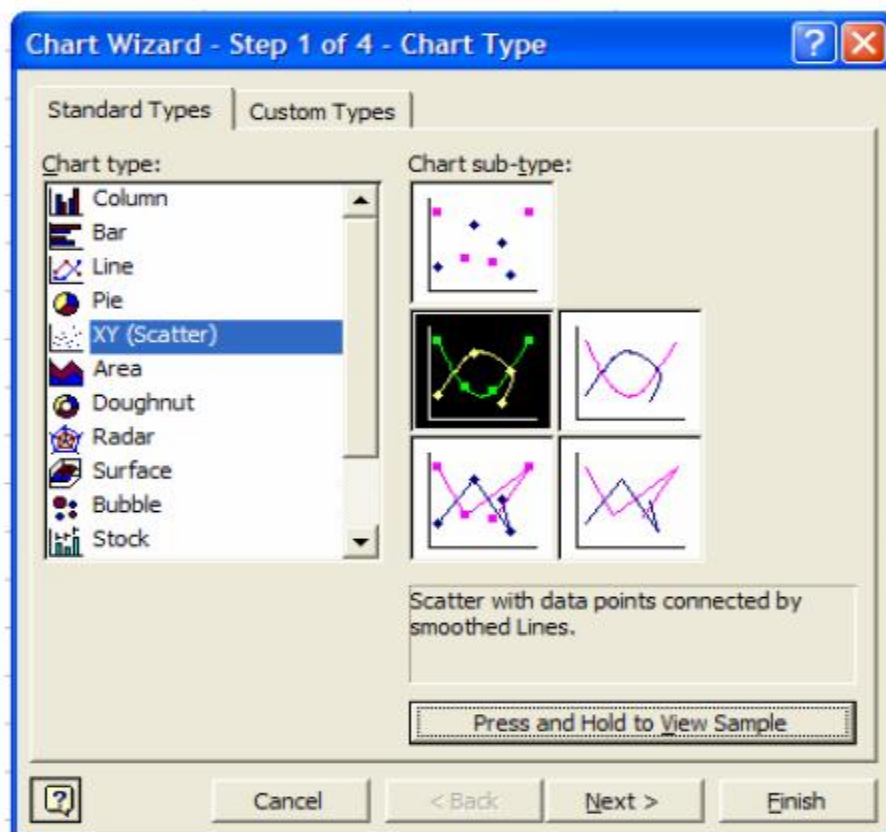 Chart Wizard - Step 1 of 4 - Chart Type
?
Standard Types
Custom Types
Chart type:
Column
Bar
Line
Pie
XY (Scatter)
Area
Doughnut
Radar
Surface
Bubble
Stock
Chart sub-type:
Scatter with data points connected by
smoothed Lines.
Press and Hold to View Sample
?
Cancel
< Back
Next >
Finish